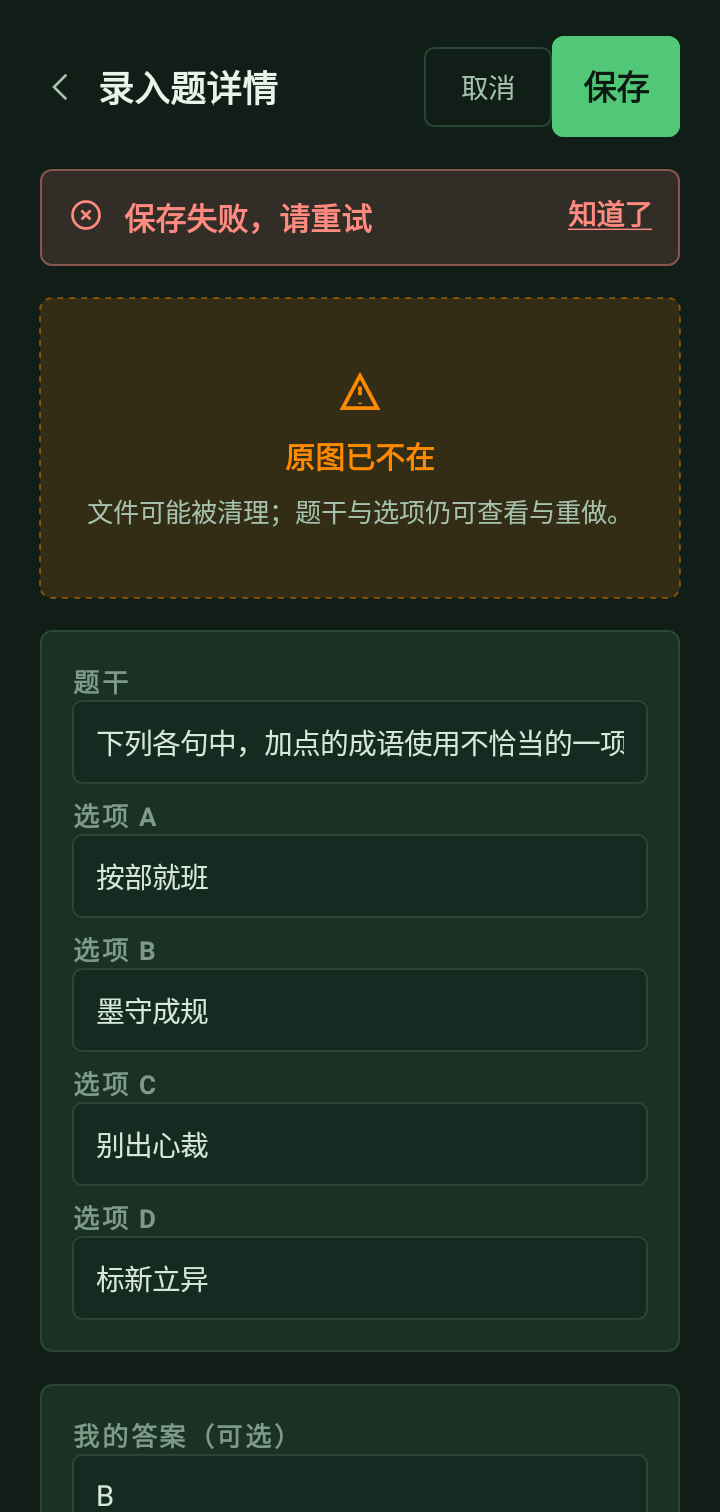 录入题详情
取消
保存
保存失败，请重试
知道了
原图已不在
文件可能被清理；题干与选项仍可查看与重做。
题干
下列各句中，加点的成语使用不恰当的一项
选项 A
按部就班
选项 B
墨守成规
选项 C
别出心裁
选项 D
标新立异
我的答案（可选）
B